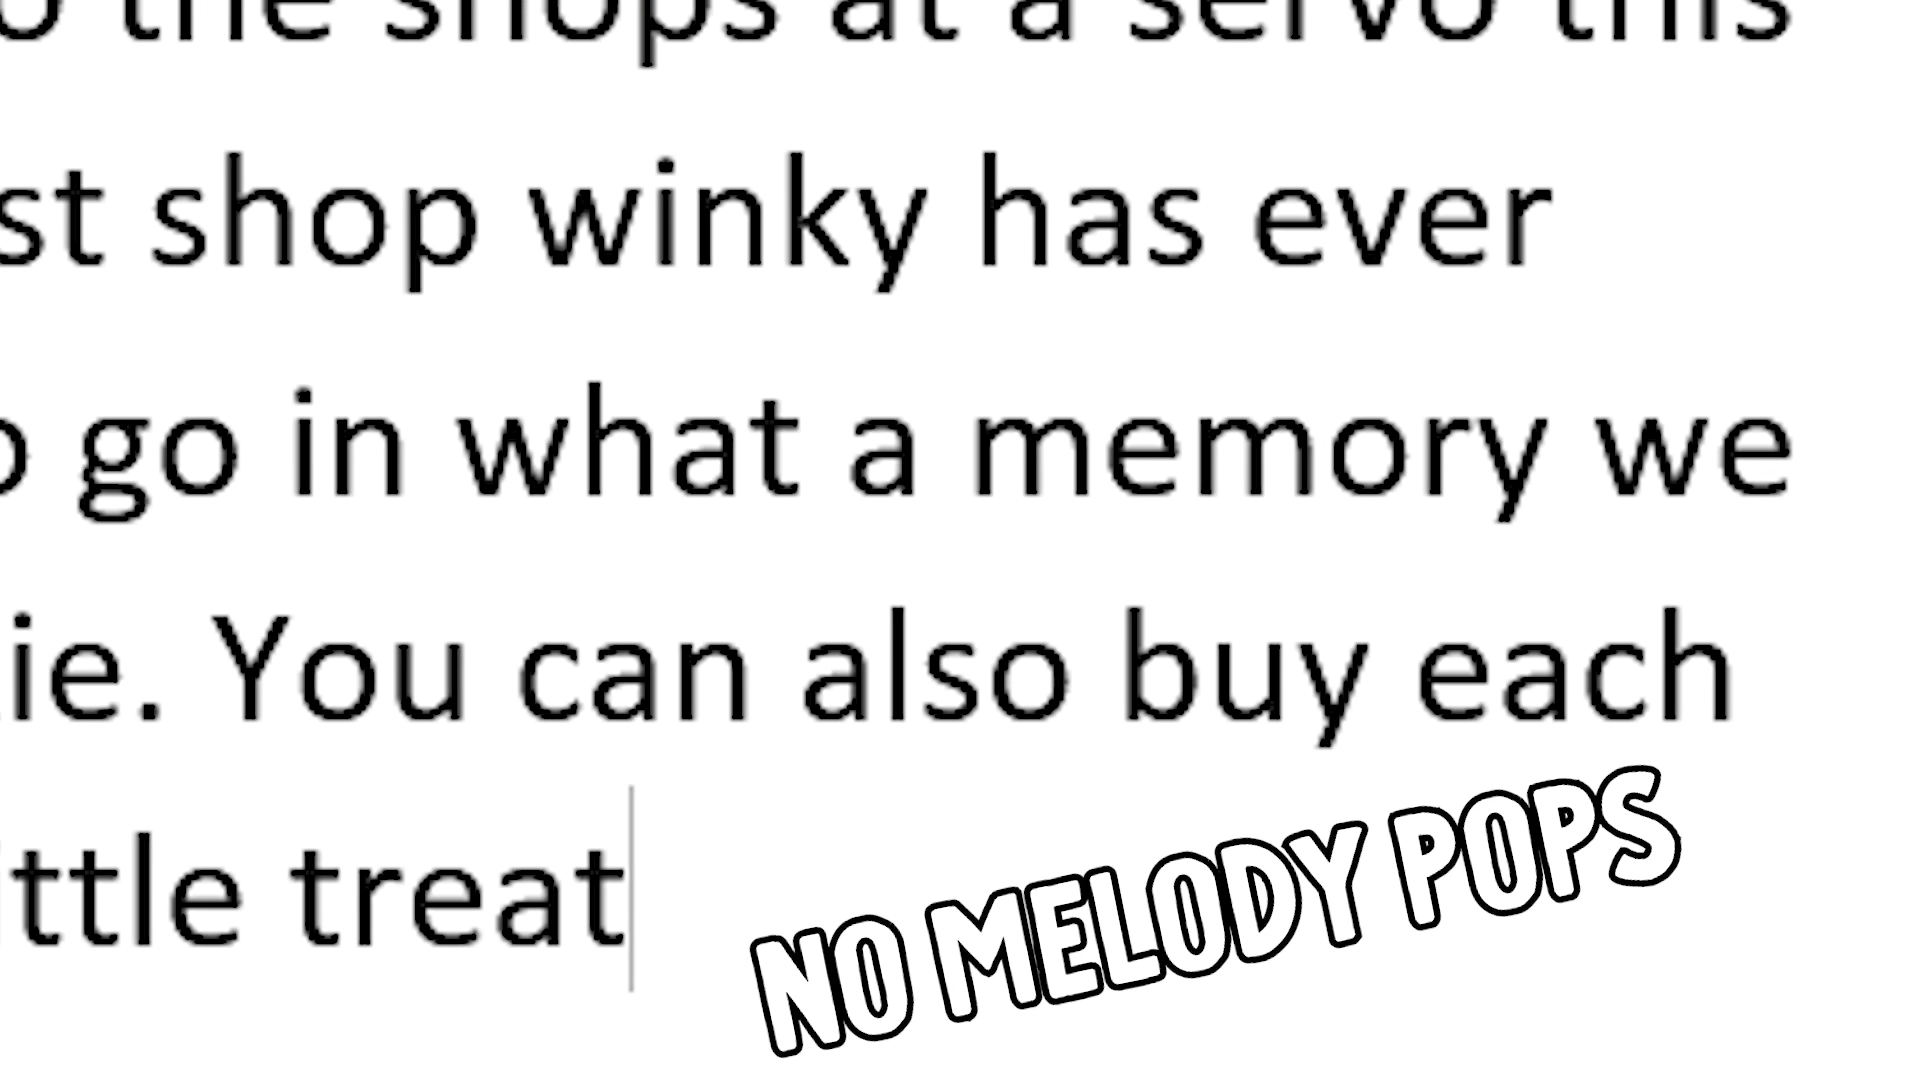 the shops at a servo this
st shop winky has ever
go in what a memory we
ie. You can also buy each
ittle treat
NO MELODY POPS